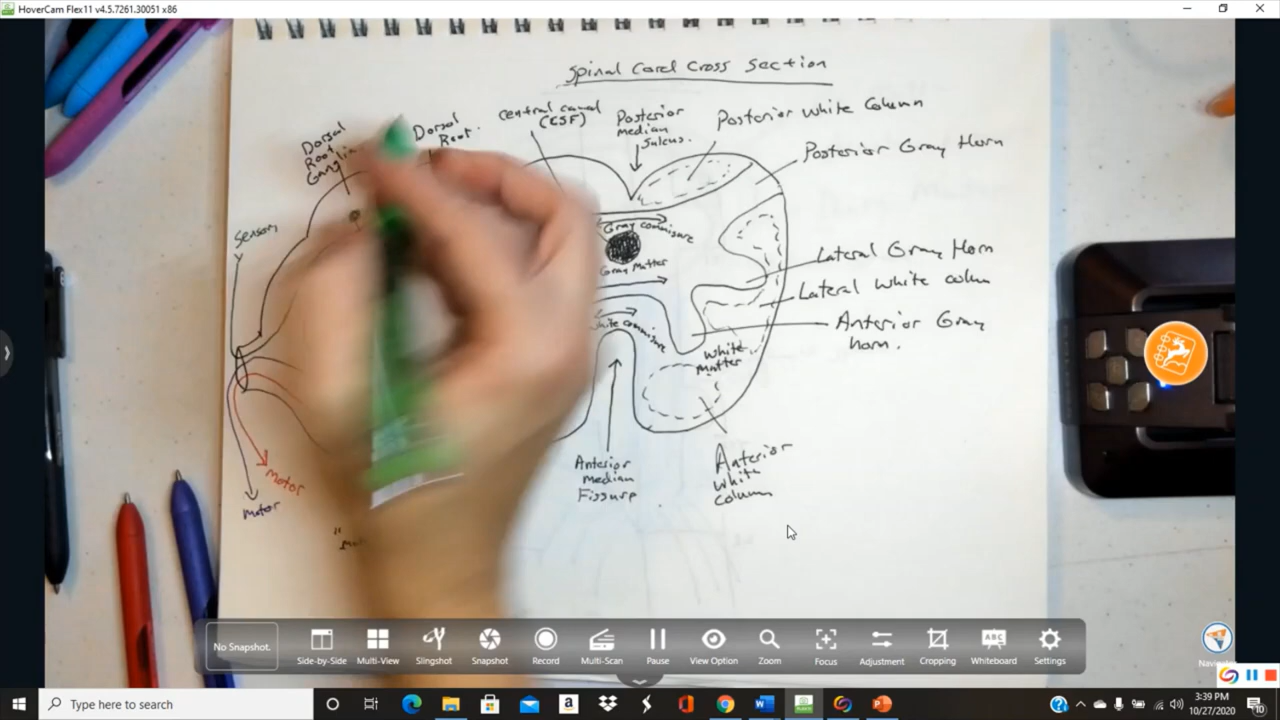 HoverCam Flex11 v4.5.7261.30051 x86
Spinal Cord Cross Section
Dorsal
Root
Dorsal
Root
Central canal
(CSF)
Posterior
median
Sulcus.
Posterior White Column
Posterior Gray Horn
Sensory
Gray commisure
Gray Matter
White commisure
Lateral Gray Horn
Lateral White colum
Anterior Gray
horn.
White
Matter
Motor
Motor
Anterior
median
Fissure
Anterior
White
column
No Snapshot.
Side-by-Side
Multi-View
Slingshot
Snapshot
Record
Multi-Scan
Pause
View Option
Zoom
Focus
Adjustment
Cropping
ABC
Whiteboard
Settings
Type here to search
3:39 PM
10/27/2020
10